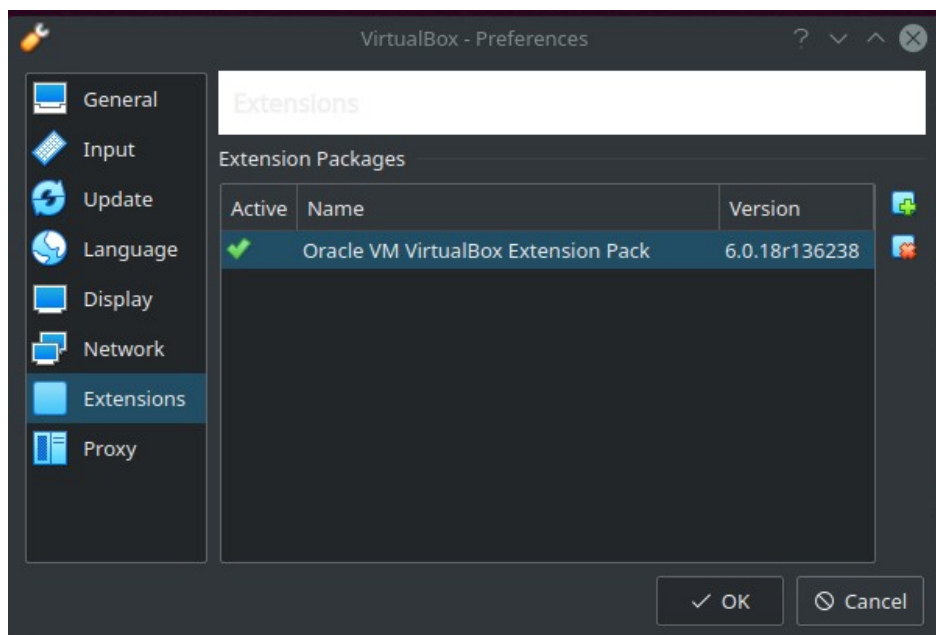 VirtualBox - Preferences
General
Input
Update
Language
Display
Network
Extensions
Proxy
Extensions
Extension Packages
Active Name Version
Oracle VM VirtualBox Extension Pack 6.0.18r136238
OK
Cancel